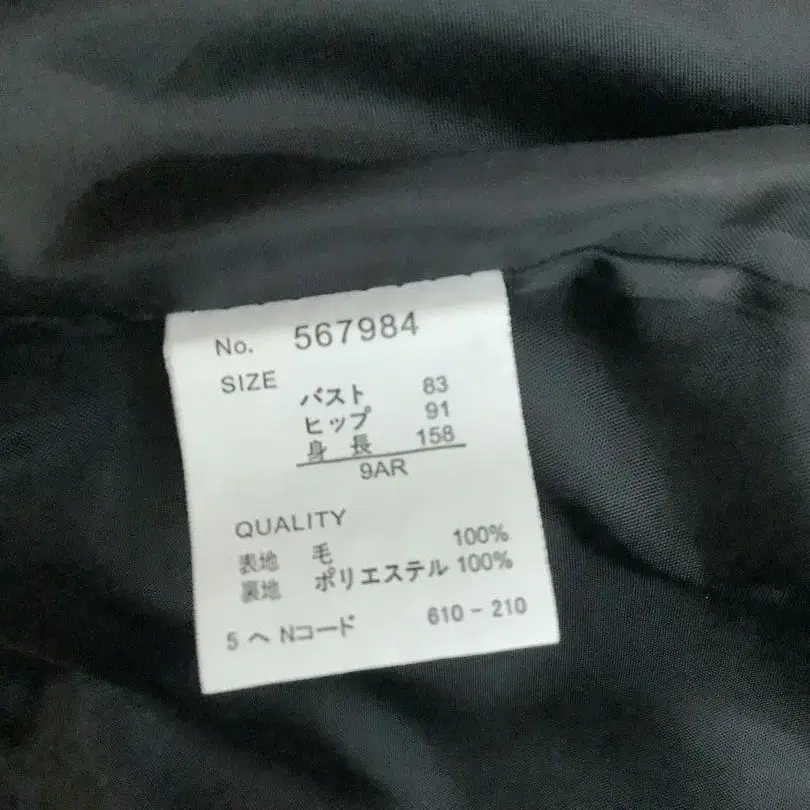 No. 567984
SIZE
バスト 83
ヒップ 91
身長 158
9AR
QUALITY
表地 毛 100%
裏地 ポリエステル 100%
5 ヘ Nコード 610-210